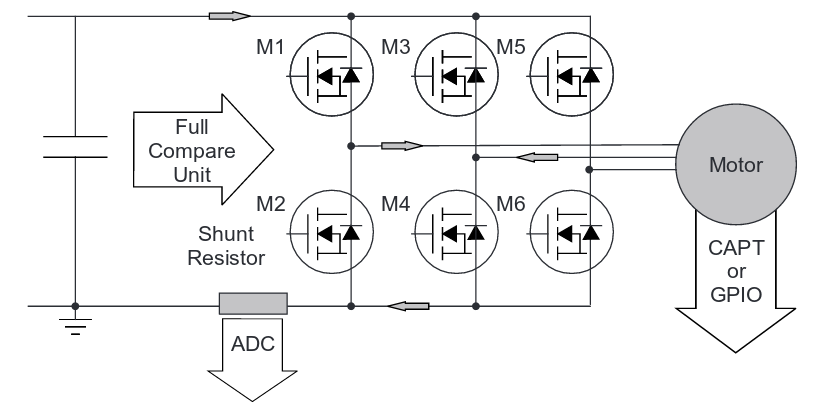 M1
M3
M5
Full
Compare
Unit
Motor
M2
M4
M6
Shunt
Resistor
CAPT
or
GPIO
ADC